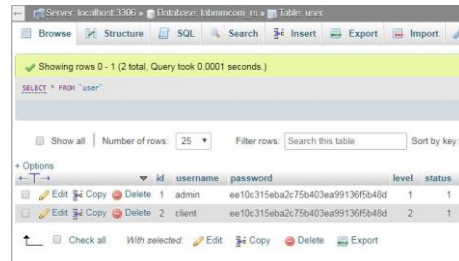 Server: localhost:3306 » Database: labmmcom_rs » Table: user
Browse Structure SQL Search Insert Export Import
Showing rows 0 - 1 (2 total, Query took 0.0001 seconds.)
SELECT * FROM `user`
Show all Number of rows: 25 Filter rows: Search this table Sort by key:
+ Options
id username password level status
Edit Copy Delete 1 admin ee10c315eba2c75b403ea99136f5b48d 1 1
Edit Copy Delete 2 client ee10c315eba2c75b403ea99136f5b48d 2 1
Check all With selected: Edit Copy Delete Export